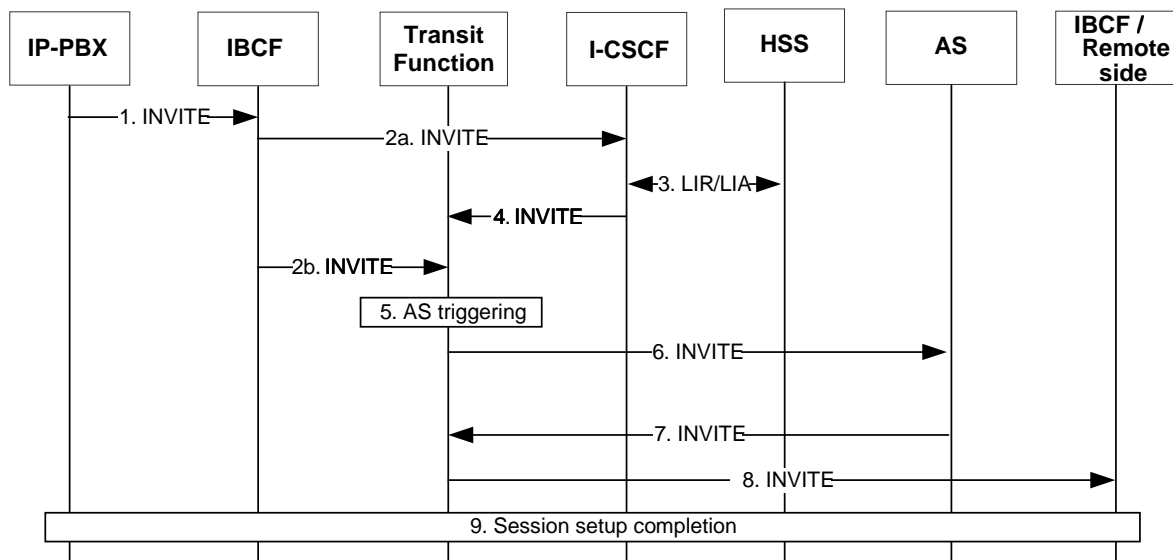 IP-PBX
IBCF
Transit
Function
I-CSCF
HSS
AS
IBCF /
Remote
side
1. INVITE
2a. INVITE
3. LIR/LIA
4. INVITE
2b. INVITE
5. AS triggering
6. INVITE
7. INVITE
8. INVITE
9. Session setup completion